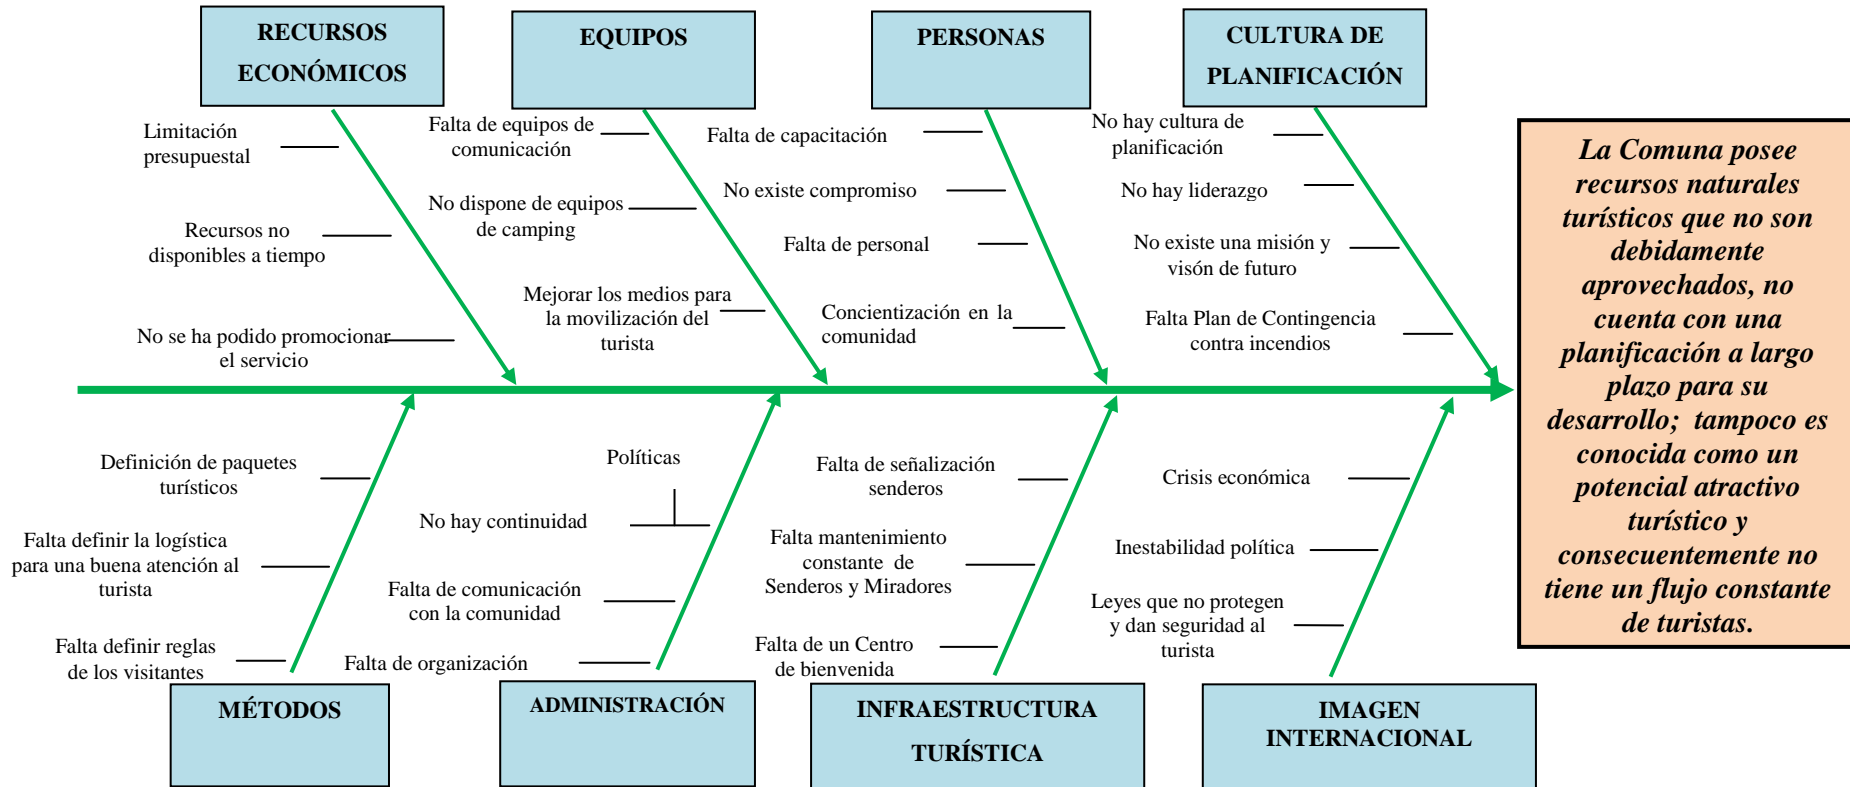 RECURSOS
ECONÓMICOS
EQUIPOS
PERSONAS
CULTURA DE
PLANIFICACIÓN
Limitación
presupuestal
Recursos no
disponibles a tiempo
No se ha podido promocionar
el servicio
Falta de equipos de
comunicación
No dispone de equipos
de camping
Mejorar los medios para
la movilización del
turista
Falta de capacitación
No existe compromiso
Falta de personal
Concientización en la
comunidad
No hay cultura de
planificación
No hay liderazgo
No existe una misión y
visón de futuro
Falta Plan de Contingencia
contra incendios
La Comuna posee
recursos naturales
turísticos que no son
debidamente
aprovechados, no
cuenta con una
planificación a largo
plazo para su
desarrollo; tampoco es
conocida como un
potencial atractivo
turístico y
consecuentemente no
tiene un flujo constante
de turistas.
Definición de paquetes
turísticos
Falta definir la logística
para una buena atención al
turista
Falta definir reglas
de los visitantes
Políticas
No hay continuidad
Falta de comunicación
con la comunidad
Falta de organización
Falta de señalización
senderos
Falta mantenimiento
constante de
Senderos y Miradores
Falta de un Centro
de bienvenida
Crisis económica
Inestabilidad política
Leyes que no protegen
y dan seguridad al
turista
MÉTODOS
ADMINISTRACIÓN
INFRAESTRUCTURA
TURÍSTICA
IMAGEN
INTERNACIONAL